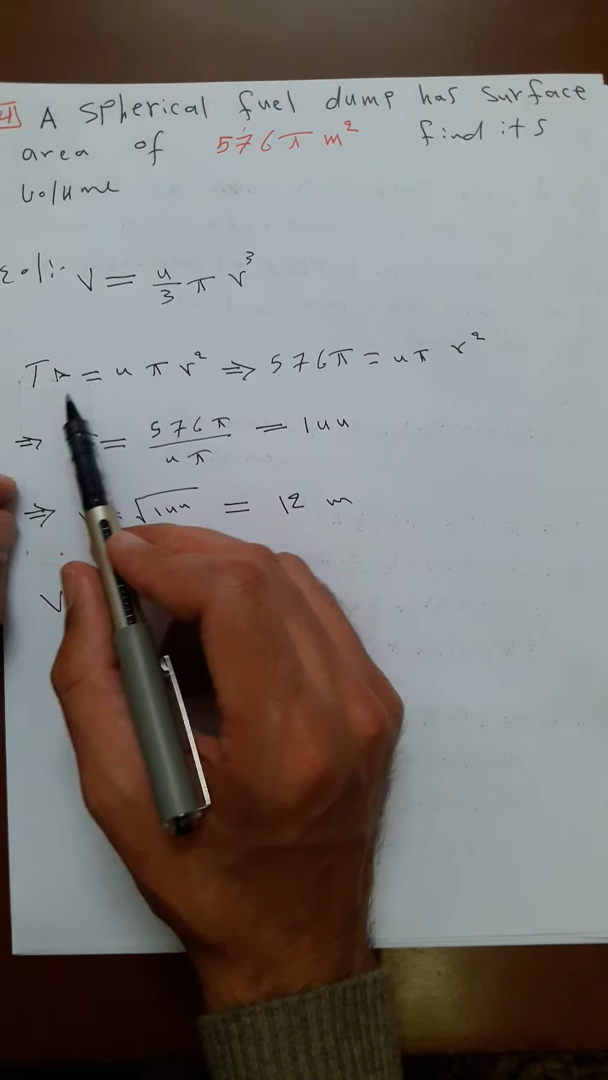 4 A spherical fuel dump has surface
area of 576π m² find its
volume
sol:- V = 4/3 π r³
TA = 4 π r² ⇒ 576π = 4π r²
⇒ = 576π / 4π = 144
⇒ √144 = 12 m
V